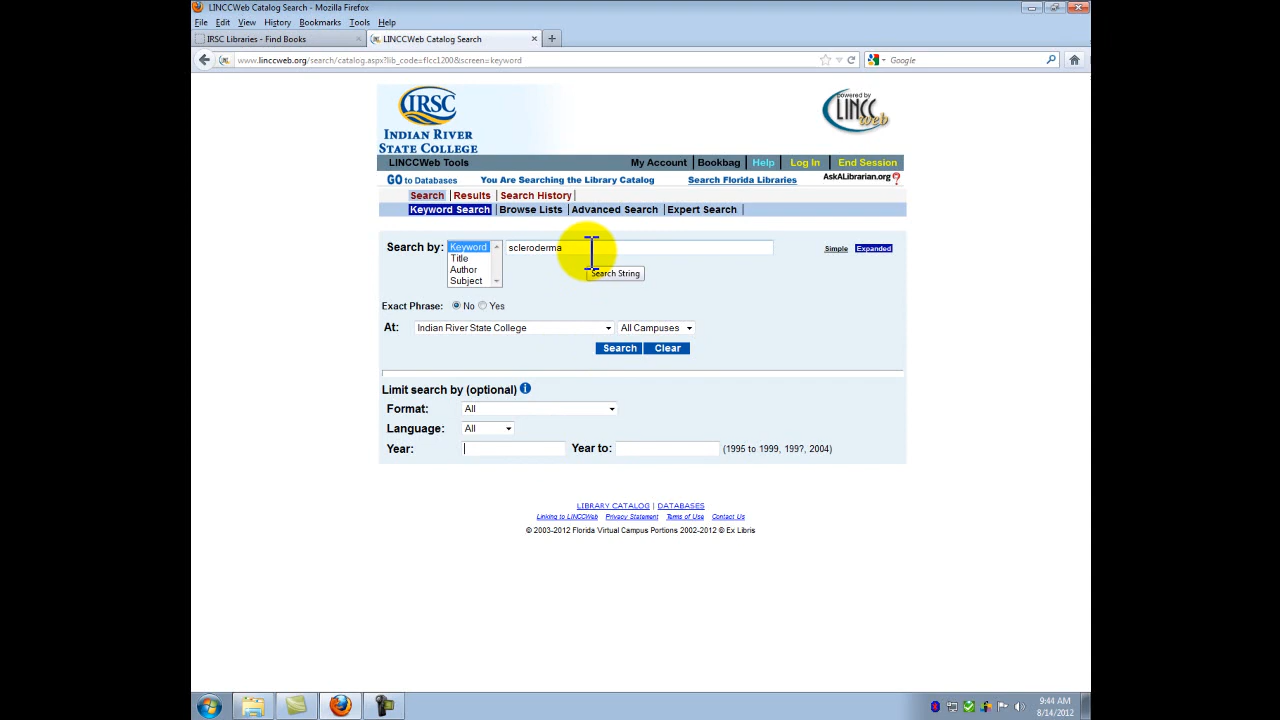 LINCCWeb Catalog Search - Mozilla Firefox
File Edit View History Bookmarks Tools Help
IRSC Libraries - Find Books
LINCCWeb Catalog Search
www.linccweb.org/search/catalog.aspx?lib_code=flcc1200&screen=keyword
Google
IRSC
INDIAN RIVER
STATE COLLEGE
powered by
LINCC
web
LINCCWeb Tools My Account Bookbag Help Log In End Session
GO to Databases You Are Searching the Library Catalog Search Florida Libraries AskALibrarian.org ?
Search | Results | Search History |
Keyword Search | Browse Lists | Advanced Search | Expert Search |
Search by: Keyword scleroderma Simple Expanded
Title
Author
Subject
Search String
Exact Phrase: No Yes
At: Indian River State College All Campuses
Search Clear
Limit search by (optional) i
Format: All
Language: All
Year: Year to: (1995 to 1999, 199?, 2004)
LIBRARY CATALOG | DATABASES
Linking to LINCCWeb Privacy Statement Terms of Use Contact Us
© 2003-2012 Florida Virtual Campus Portions 2002-2012 © Ex Libris
9:44 AM
8/14/2012